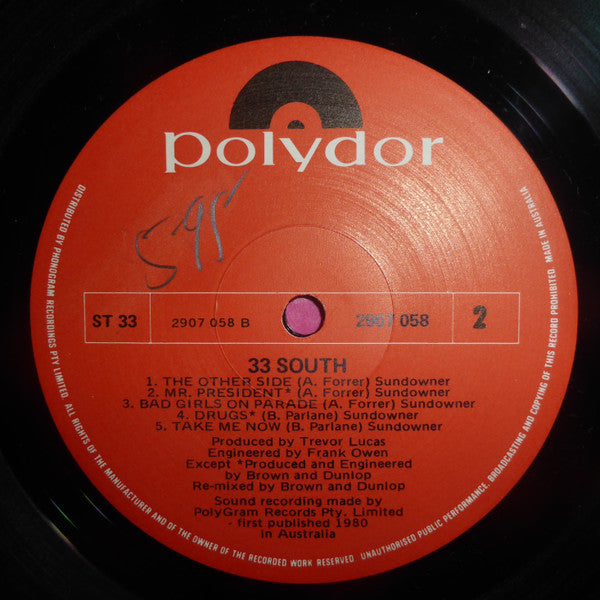 polydor
5.98
ST 33
2907 058 B
2907 058
2
33 SOUTH
1. THE OTHER SIDE (A. Forrer) Sundowner
2. MR. PRESIDENT* (A. Forrer) Sundowner
3. BAD GIRLS ON PARADE (A. Forrer) Sundowner
4. DRUGS* (B. Parlane) Sundowner
5. TAKE ME NOW (B. Parlane) Sundowner
Produced by Trevor Lucas
Engineered by Frank Owen
Except *Produced and Engineered
by Brown and Dunlop
Re-mixed by Brown and Dunlop
Sound recording made by
PolyGram Records Pty. Limited
- first published 1980
in Australia
DISTRIBUTED BY PHONOGRAM RECORDINGS PTY LIMITED. ALL RIGHTS OF THE MANUFACTURER AND OF THE OWNER OF THE RECORDED WORK RESERVED. UNAUTHORISED PUBLIC PERFORMANCE, BROADCASTING AND COPYING OF THIS RECORD PROHIBITED. MADE IN AUSTRALIA